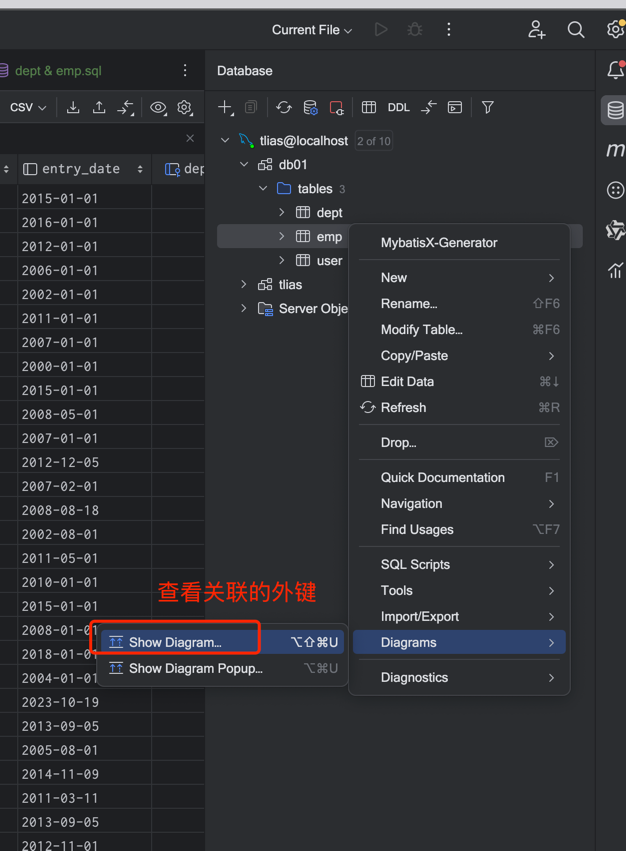 Current File
dept & emp.sql
Database
CSV
DDL
entry_date
dep
tlias@localhost 2 of 10
db01
tables 3
dept
emp
user
tlias
Server Obje
2015-01-01
2016-01-01
2012-01-01
2006-01-01
2002-01-01
2011-01-01
2007-01-01
2000-01-01
2015-01-01
2008-05-01
2007-01-01
2012-12-05
2007-02-01
2008-08-18
2002-08-01
2011-05-01
2010-01-01
2015-01-01
2008-01-01
2018-01-01
2004-01-01
2023-10-19
2013-09-05
2005-08-01
2014-11-09
2011-03-11
2013-09-05
2012-11-01
MybatisX-Generator
New
Rename... ⇧F6
Modify Table... ⌘F6
Copy/Paste
Edit Data ⌘↓
Refresh ⌘R
Drop... ⌦
Quick Documentation F1
Navigation
Find Usages ⌥F7
SQL Scripts
Tools
Import/Export
Diagrams
Diagnostics
查看关联的外键
Show Diagram... ⌥⇧⌘U
Show Diagram Popup... ⌥⌘U
m